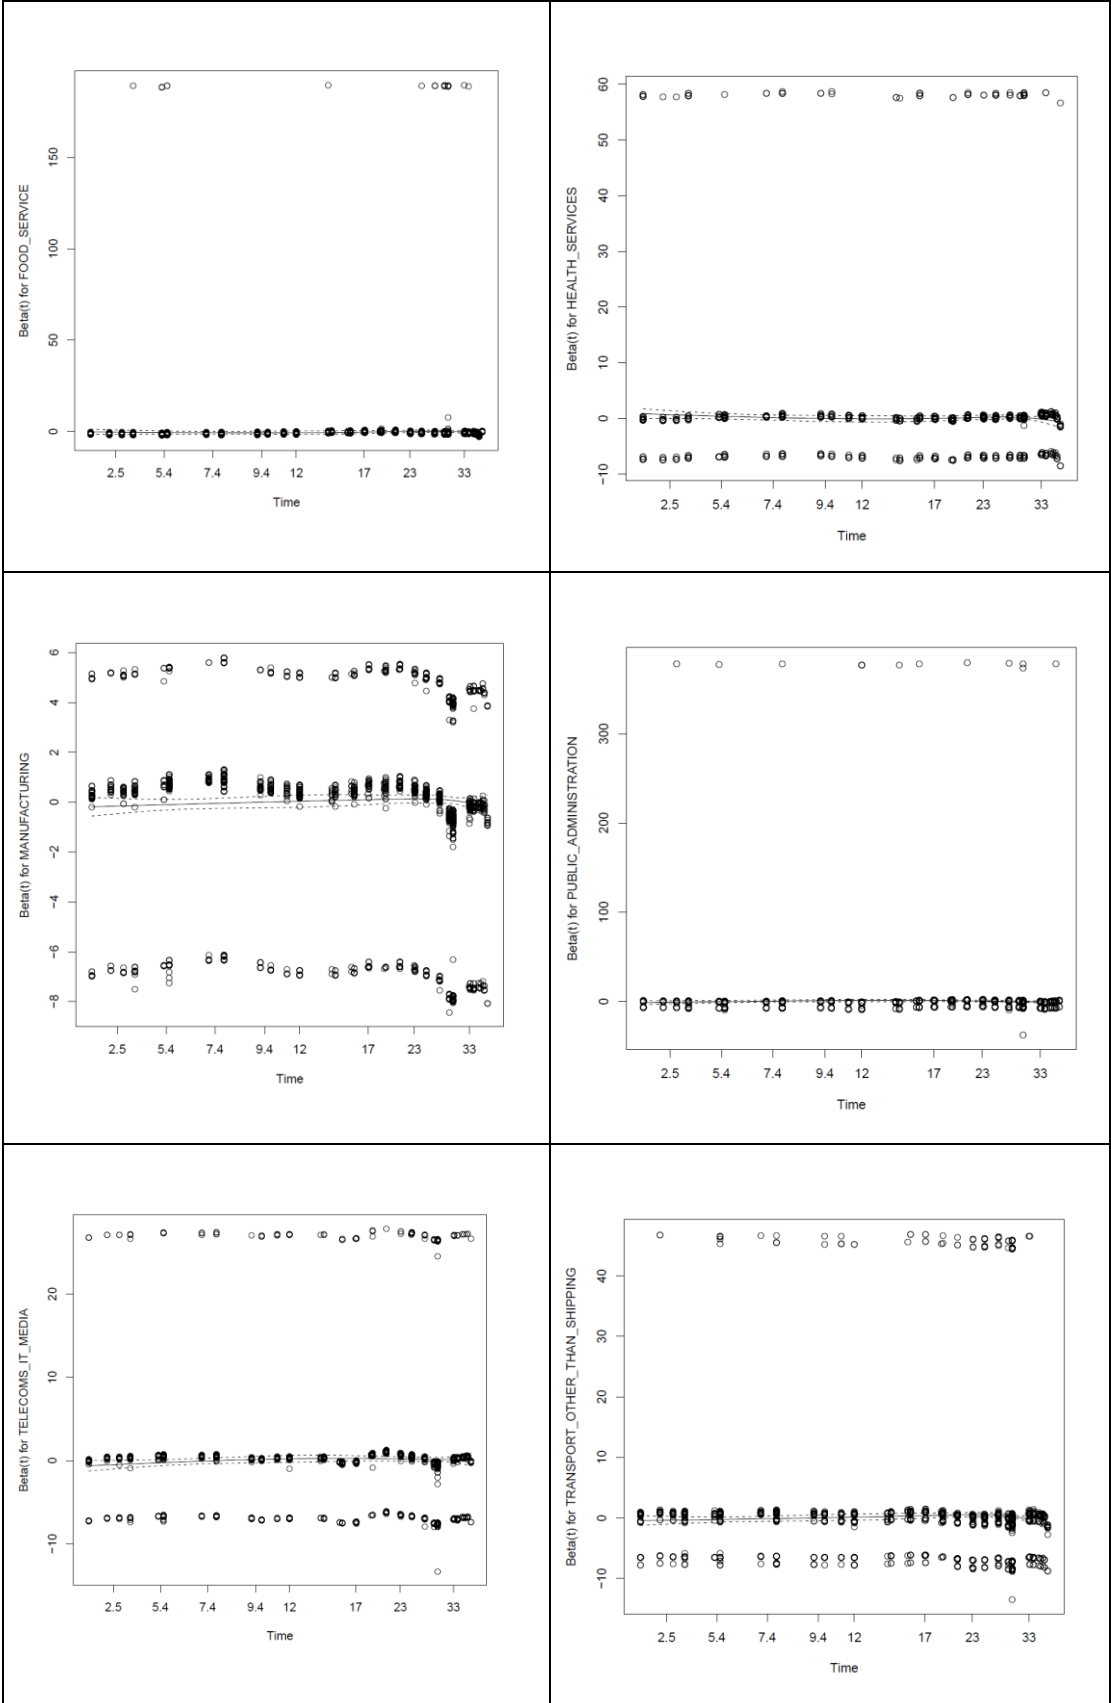 Beta(t) for FOOD_SERVICE
150
100
50
0
2.5 5.4 7.4 9.4 12 17 23 33
Time
Beta(t) for HEALTH_SERVICES
60
50
40
30
20
10
0
−10
2.5 5.4 7.4 9.4 12 17 23 33
Time
Beta(t) for MANUFACTURING
6
4
2
0
−2
−4
−6
−8
2.5 5.4 7.4 9.4 12 17 23 33
Time
Beta(t) for PUBLIC_ADMINISTRATION
300
200
100
0
2.5 5.4 7.4 9.4 12 17 23 33
Time
Beta(t) for TELECOMS_IT_MEDIA
20
10
0
−10
2.5 5.4 7.4 9.4 12 17 23 33
Time
Beta(t) for TRANSPORT_OTHER_THAN_SHIPPING
40
30
20
10
0
−10
2.5 5.4 7.4 9.4 12 17 23 33
Time